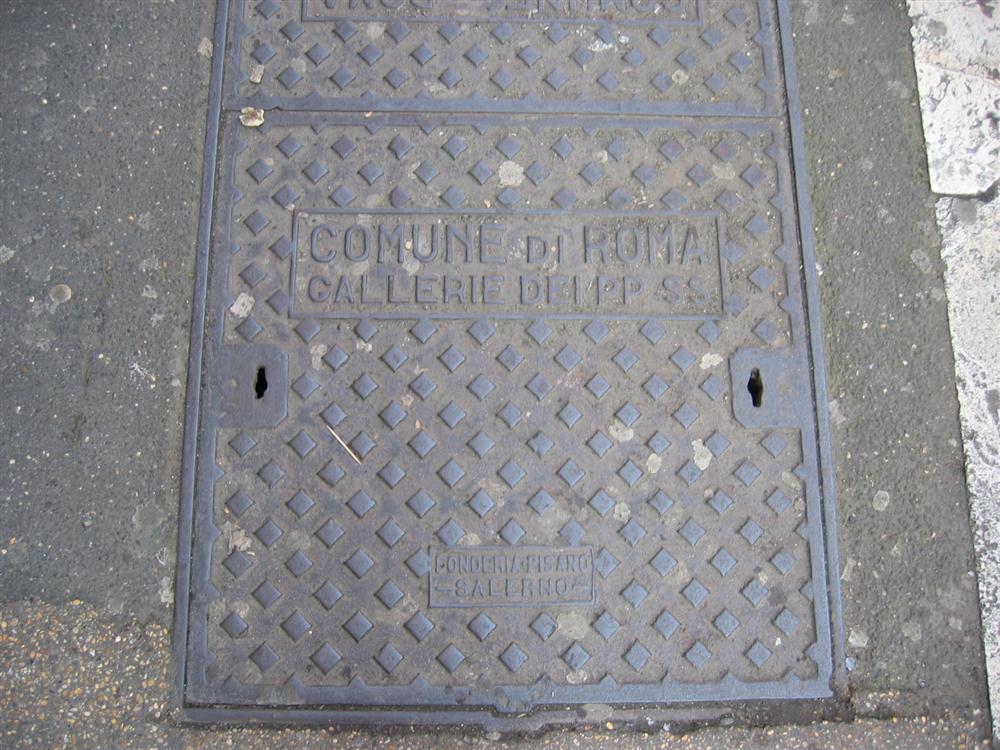 COMUNE DI ROMA
GALLERIE DEI PP SS
FONDERIA·PISANO
-SALERNO-